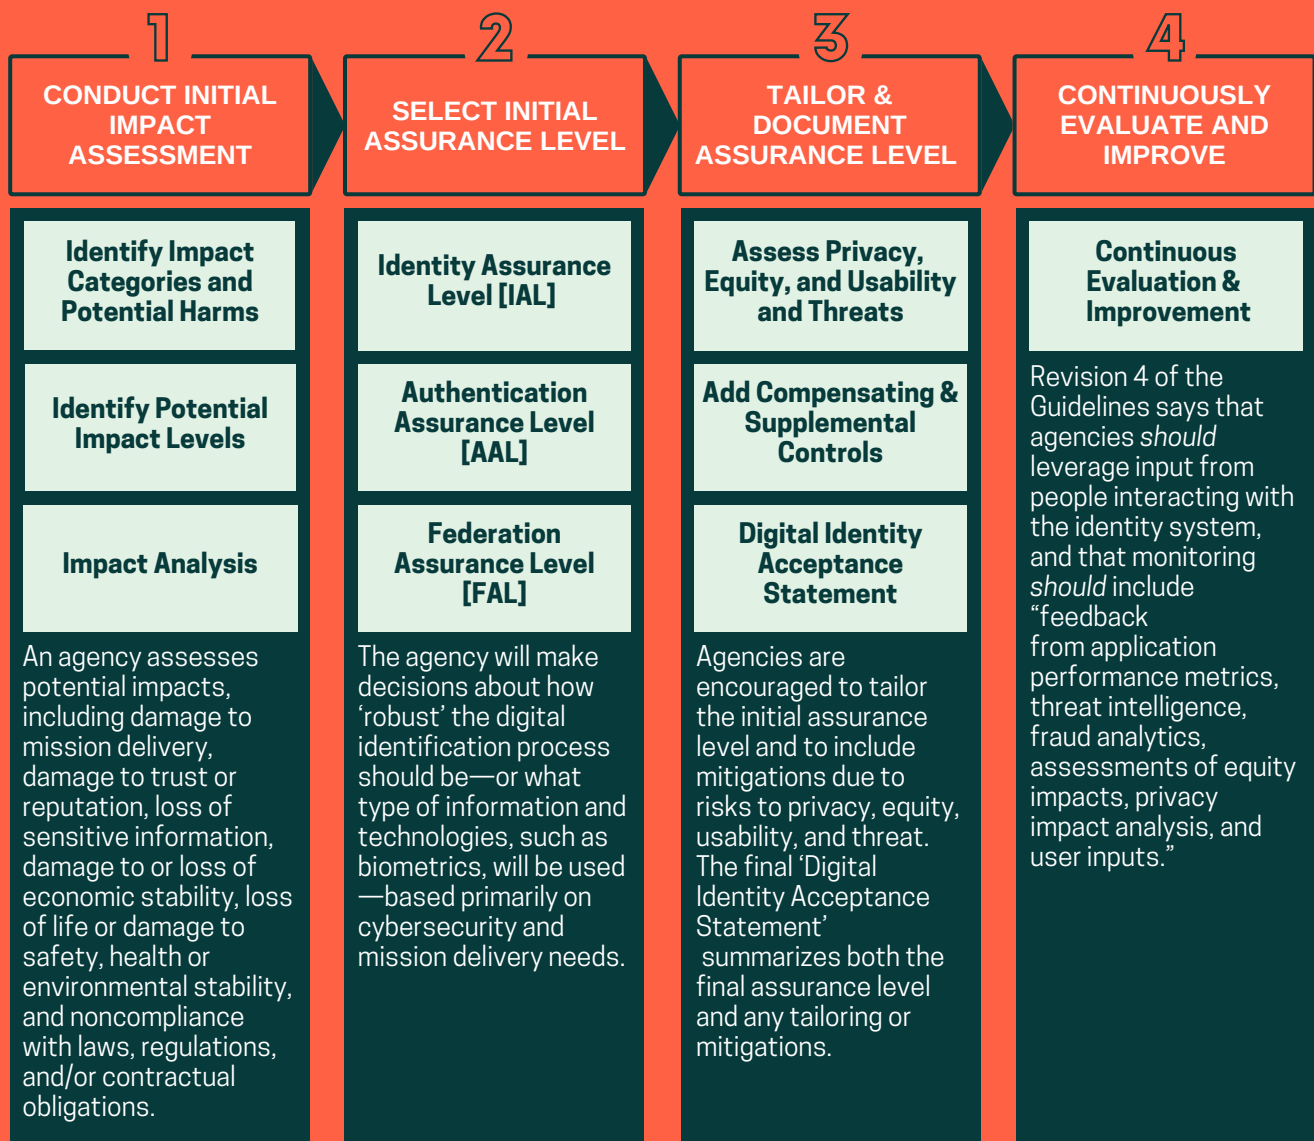 1
CONDUCT INITIAL
IMPACT
ASSESSMENT
Identify Impact
Categories and
Potential Harms
Identify Potential
Impact Levels
Impact Analysis
An agency assesses
potential impacts,
including damage to
mission delivery,
damage to trust or
reputation, loss of
sensitive information,
damage to or loss of
economic stability, loss
of life or damage to
safety, health or
environmental stability,
and noncompliance
with laws, regulations,
and/or contractual
obligations.
2
SELECT INITIAL
ASSURANCE LEVEL
Identity Assurance
Level [IAL]
Authentication
Assurance Level
[AAL]
Federation
Assurance Level
[FAL]
The agency will make
decisions about how
‘robust’ the digital
identification process
should be—or what
type of information and
technologies, such as
biometrics, will be used
—based primarily on
cybersecurity and
mission delivery needs.
3
TAILOR &
DOCUMENT
ASSURANCE LEVEL
Assess Privacy,
Equity, and Usability
and Threats
Add Compensating &
Supplemental
Controls
Digital Identity
Acceptance
Statement
Agencies are
encouraged to tailor
the initial assurance
level and to include
mitigations due to
risks to privacy, equity,
usability, and threat.
The final ‘Digital
Identity Acceptance
Statement’
summarizes both the
final assurance level
and any tailoring or
mitigations.
4
CONTINUOUSLY
EVALUATE AND
IMPROVE
Continuous
Evaluation &
Improvement
Revision 4 of the
Guidelines says that
agencies should
leverage input from
people interacting with
the identity system,
and that monitoring
should include
“feedback
from application
performance metrics,
threat intelligence,
fraud analytics,
assessments of equity
impacts, privacy
impact analysis, and
user inputs.”